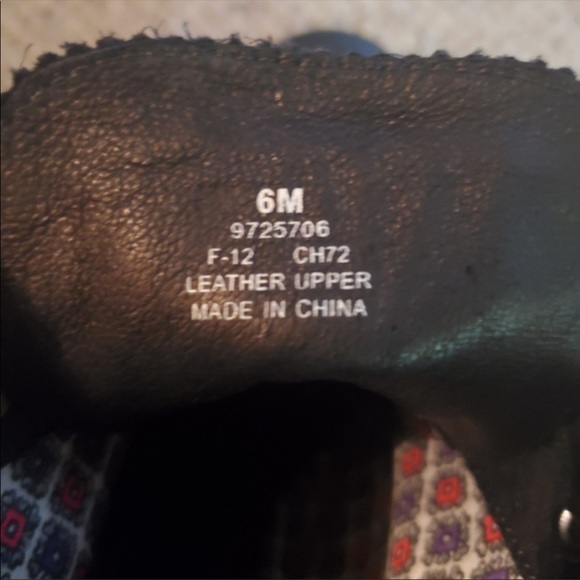 6M
9725706
F-12 CH72
LEATHER UPPER
MADE IN CHINA